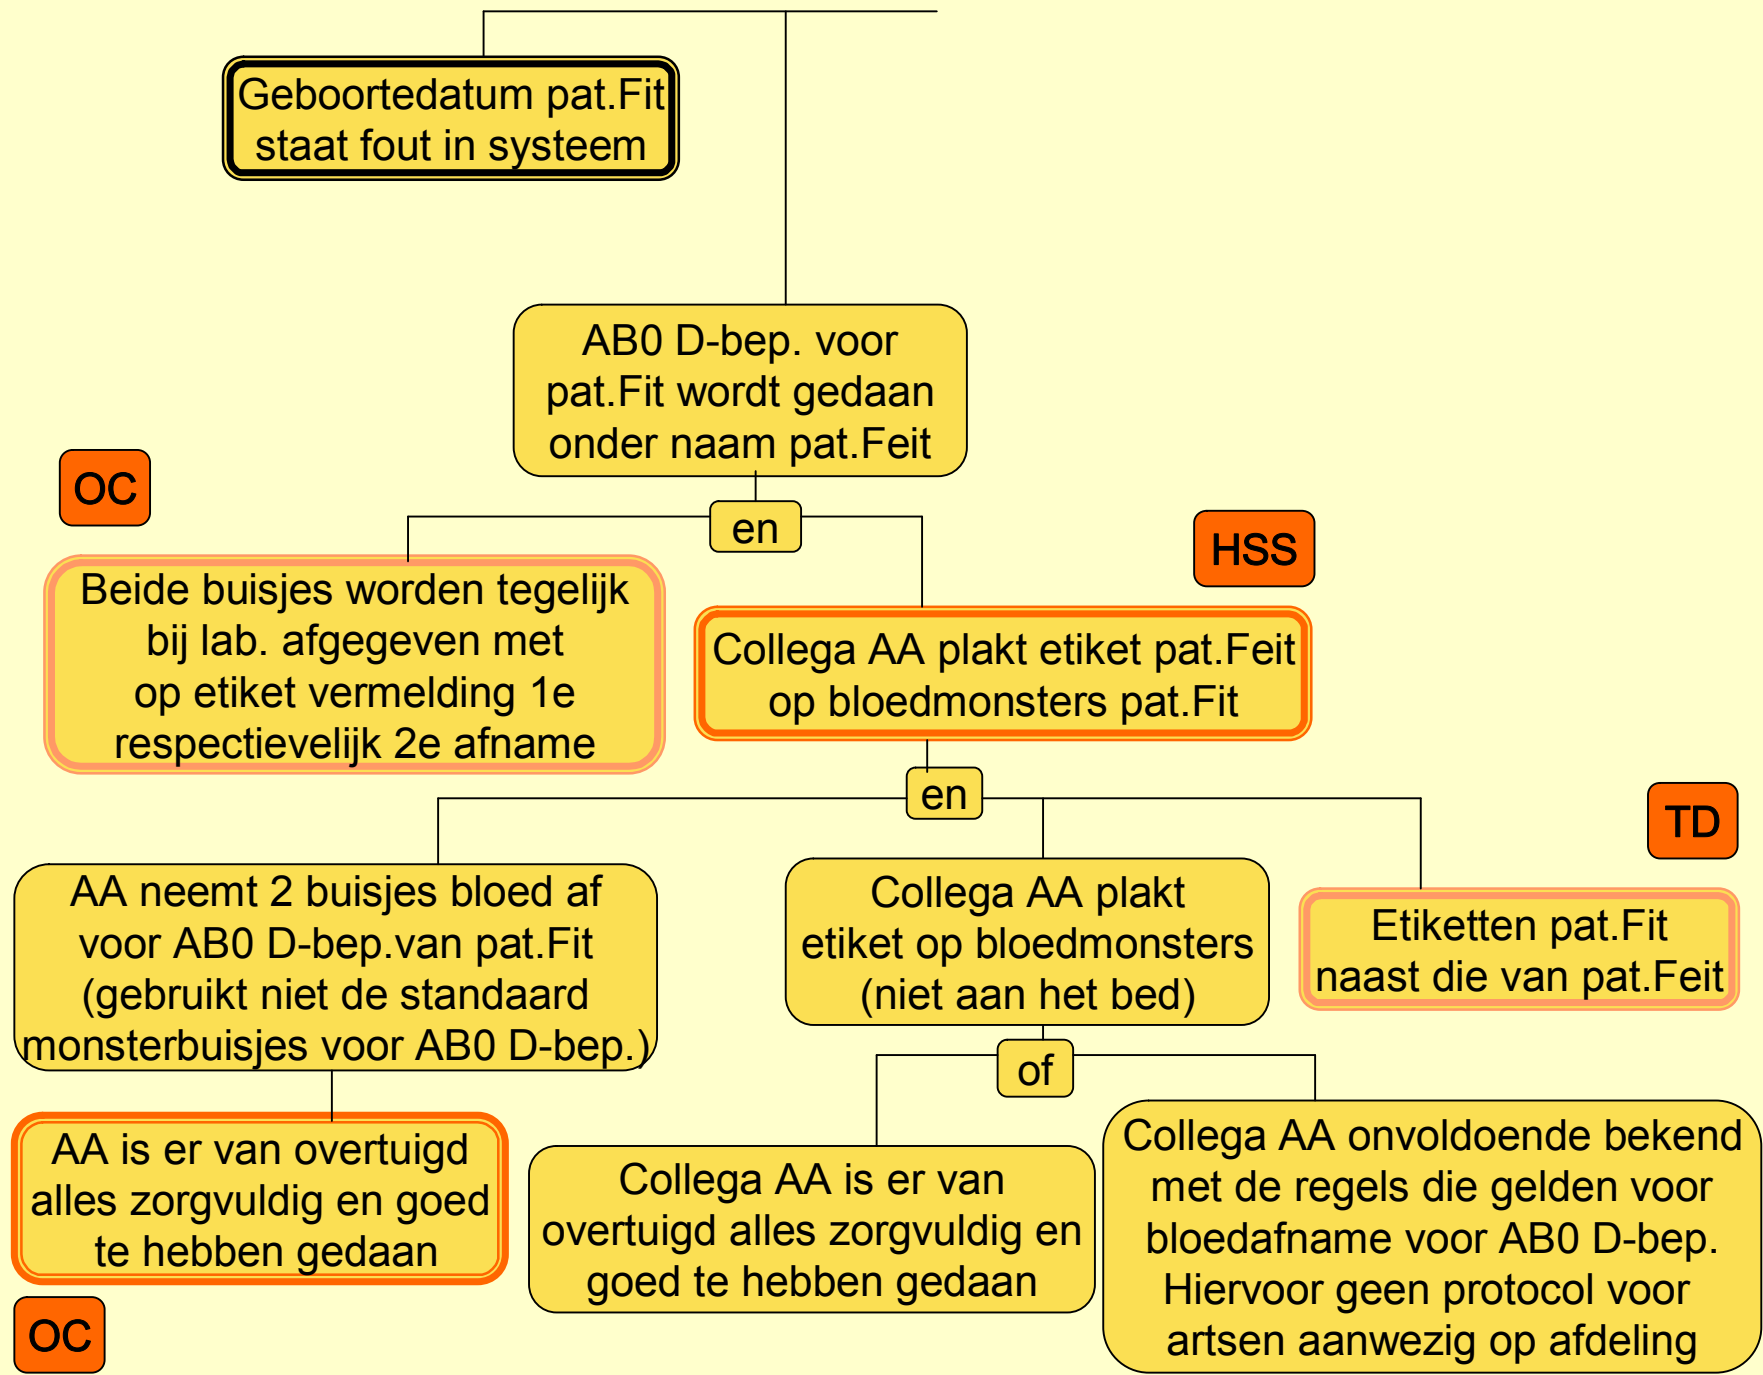 Geboortedatum pat.Fit
staat fout in systeem
AB0 D-bep. voor
pat.Fit wordt gedaan
onder naam pat.Feit
OC
en
HSS
Beide buisjes worden tegelijk
bij lab. afgegeven met
op etiket vermelding 1e
respectievelijk 2e afname
Collega AA plakt etiket pat.Feit
op bloedmonsters pat.Fit
en
TD
AA neemt 2 buisjes bloed af
voor AB0 D-bep.van pat.Fit
(gebruikt niet de standaard
monsterbuisjes voor AB0 D-bep.)
Collega AA plakt
etiket op bloedmonsters
(niet aan het bed)
Etiketten pat.Fit
naast die van pat.Feit
of
AA is er van overtuigd
alles zorgvuldig en goed
te hebben gedaan
Collega AA is er van
overtuigd alles zorgvuldig en
goed te hebben gedaan
Collega AA onvoldoende bekend
met de regels die gelden voor
bloedafname voor AB0 D-bep.
Hiervoor geen protocol voor
artsen aanwezig op afdeling
OC